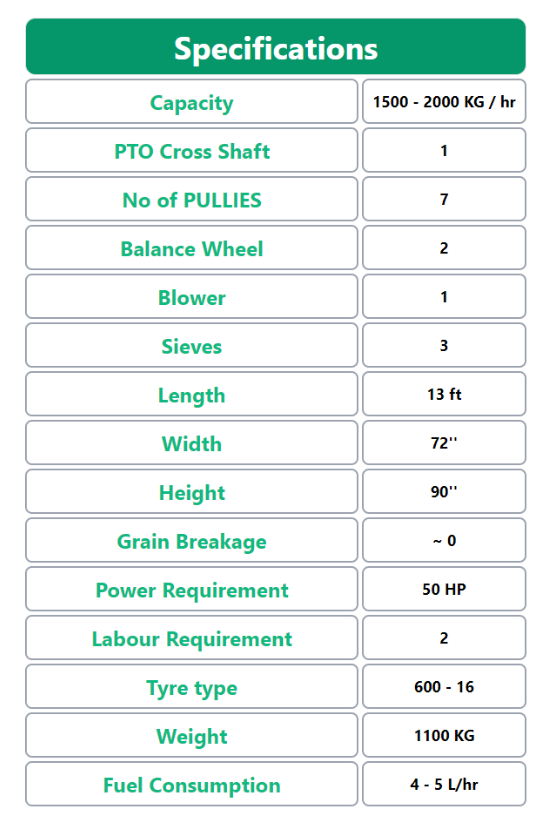 Specifications
Capacity 1500 - 2000 KG / hr
PTO Cross Shaft 1
No of PULLIES 7
Balance Wheel 2
Blower 1
Sieves 3
Length 13 ft
Width 72''
Height 90''
Grain Breakage ~ 0
Power Requirement 50 HP
Labour Requirement 2
Tyre type 600 - 16
Weight 1100 KG
Fuel Consumption 4 - 5 L/hr